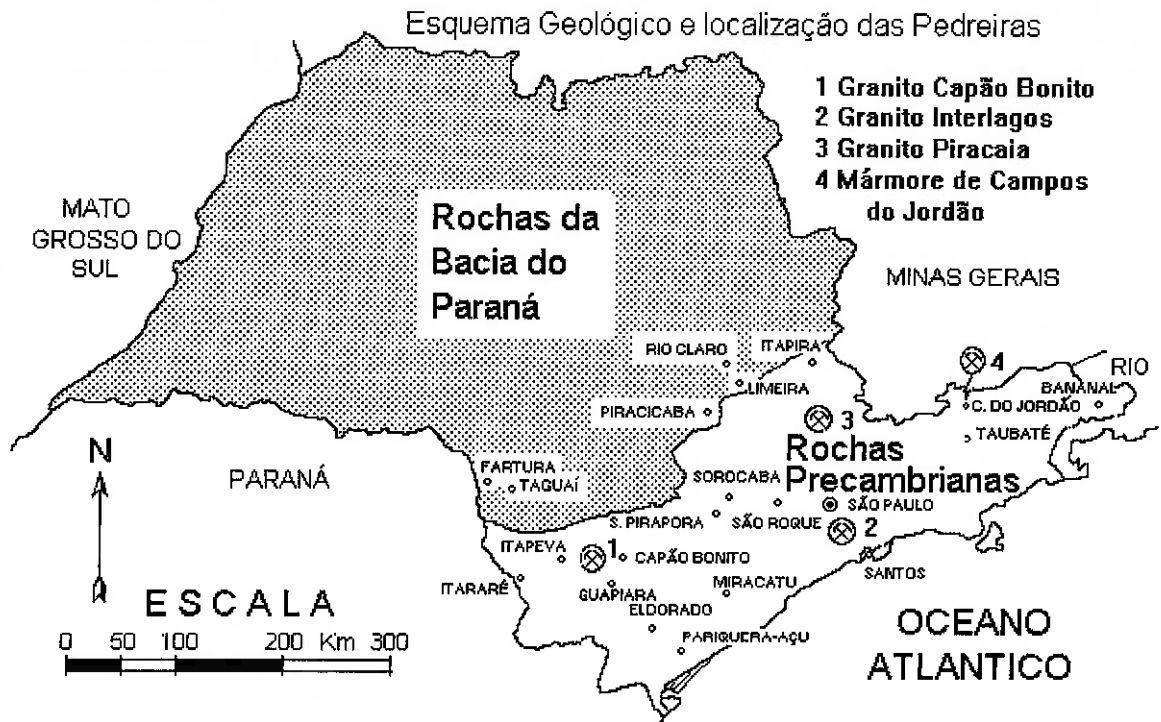 Esquema Geológico e localização das Pedreiras
1 Granito Capão Bonito
2 Granito Interlagos
3 Granito Piracaia
4 Mármore de Campos
do Jordão
MATO
GROSSO DO
SUL
Rochas da
Bacia do
Paraná
MINAS GERAIS
RIO CLARO
ITAPIRA
4
RIO
LIMEIRA
BANANAL
C. DO JORDÃO
PIRACICABA
3
TAUBATÉ
N
PARANÁ
Rochas
Precambrianas
FARTURA
TAGUAÍ
SOROCABA
SÃO PAULO
S. PIRAPORA
SÃO ROQUE
2
ITAPEVA
1
CAPÃO BONITO
SANTOS
ITARARÉ
GUAPIARA
MIRACATU
ELDORADO
PARIQUERA-AÇU
ESCALA
0 50 100 200 Km 300
OCEANO
ATLANTICO